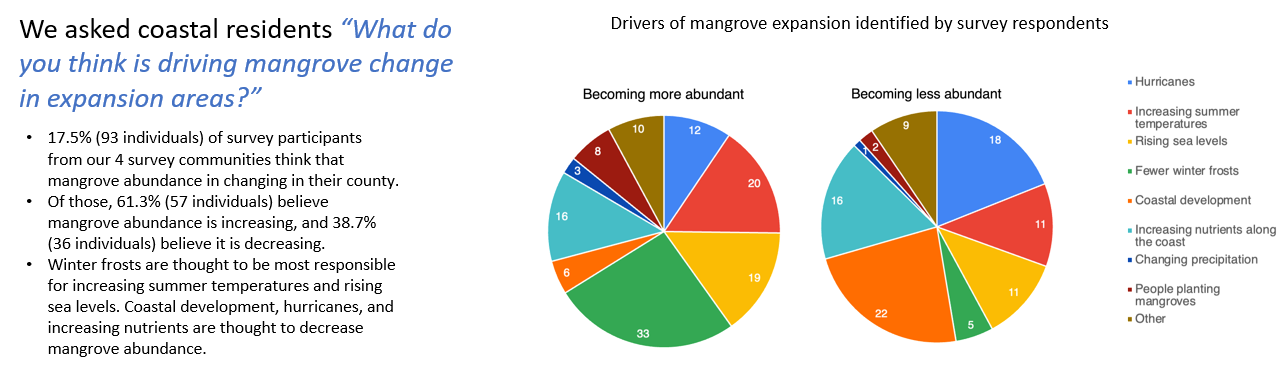 We asked coastal residents “What do
you think is driving mangrove change
in expansion areas?”
• 17.5% (93 individuals) of survey participants
from our 4 survey communities think that
mangrove abundance in changing in their county.
• Of those, 61.3% (57 individuals) believe
mangrove abundance is increasing, and 38.7%
(36 individuals) believe it is decreasing.
• Winter frosts are thought to be most responsible
for increasing summer temperatures and rising
sea levels. Coastal development, hurricanes, and
increasing nutrients are thought to decrease
mangrove abundance.
Drivers of mangrove expansion identified by survey respondents
Becoming more abundant
12
20
19
33
6
16
3
8
10
Becoming less abundant
18
11
11
5
22
16
1
2
9
Hurricanes
Increasing summer
temperatures
Rising sea levels
Fewer winter frosts
Coastal development
Increasing nutrients along
the coast
Changing precipitation
People planting
mangroves
Other